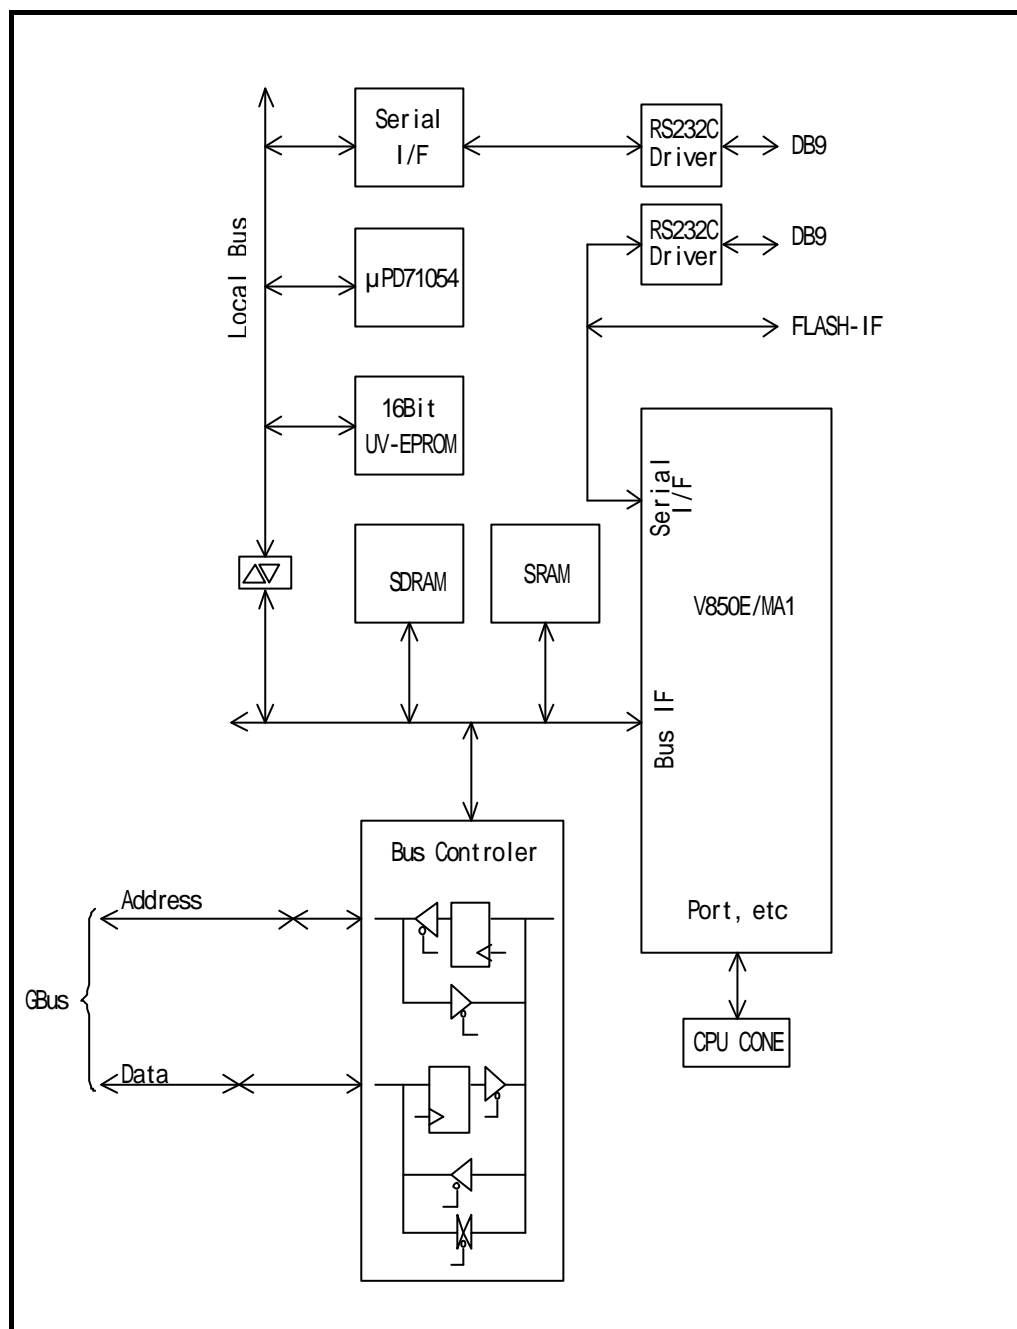 Serial
I/F
RS232C
Driver
DB9
RS232C
Driver
DB9
Local Bus
µPD71054
FLASH-IF
16Bit
UV-EPROM
Serial
I/F
SDRAM
SRAM
V850E/MA1
Bus IF
Bus Controler
Address
Port, etc
GBus
CPU CONE
Data